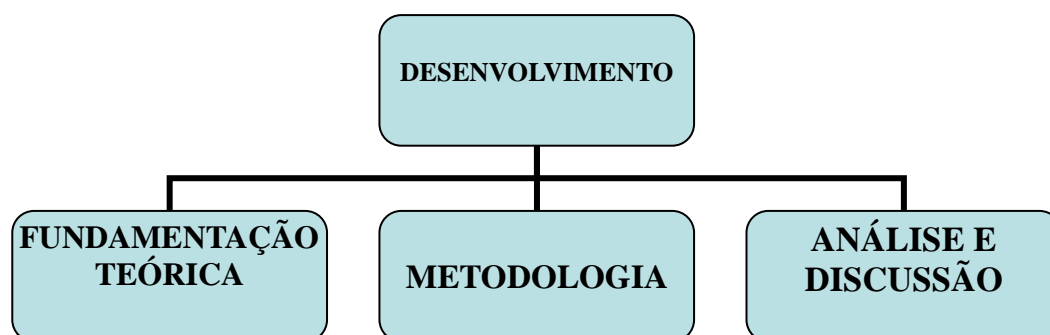 DESENVOLVIMENTO
FUNDAMENTAÇÃO
TEÓRICA
METODOLOGIA
ANÁLISE E
DISCUSSÃO